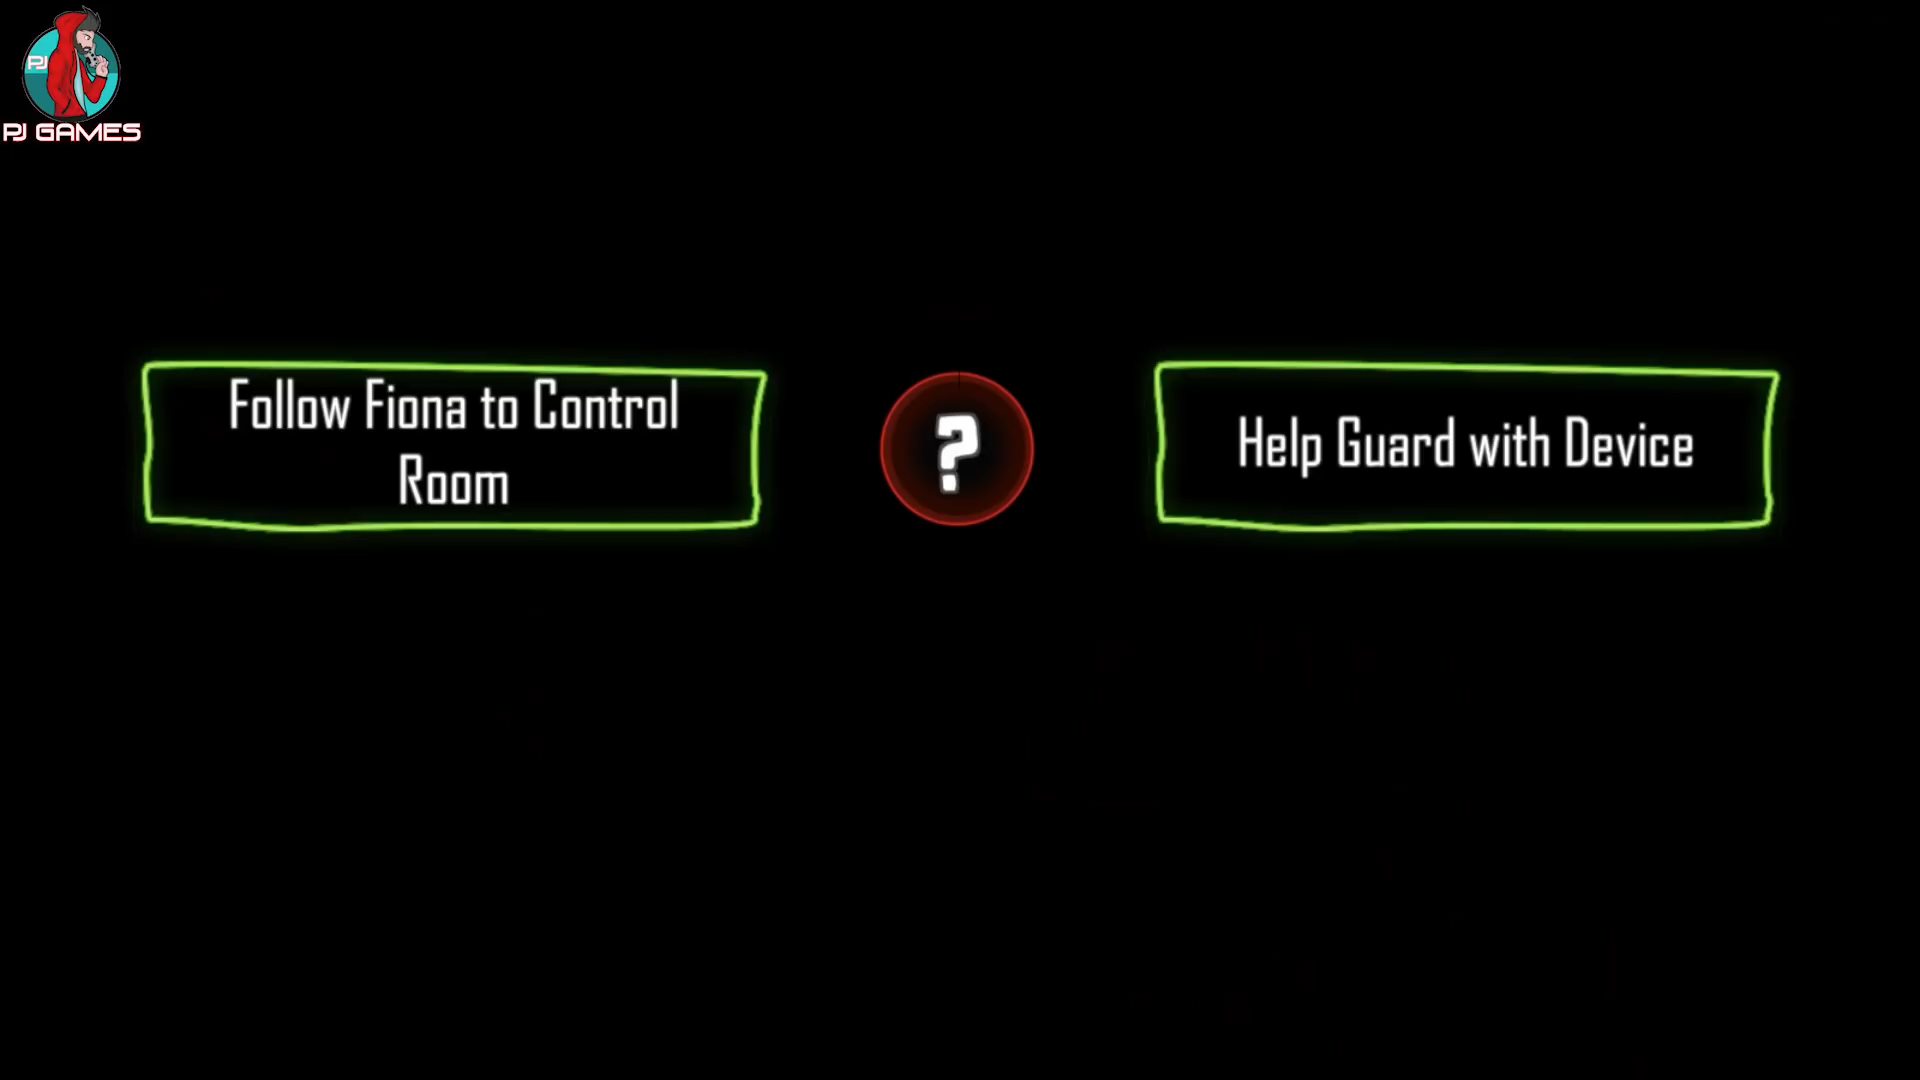 PJ
PJ GAMES
Follow Fiona to Control
Room
?
Help Guard with Device